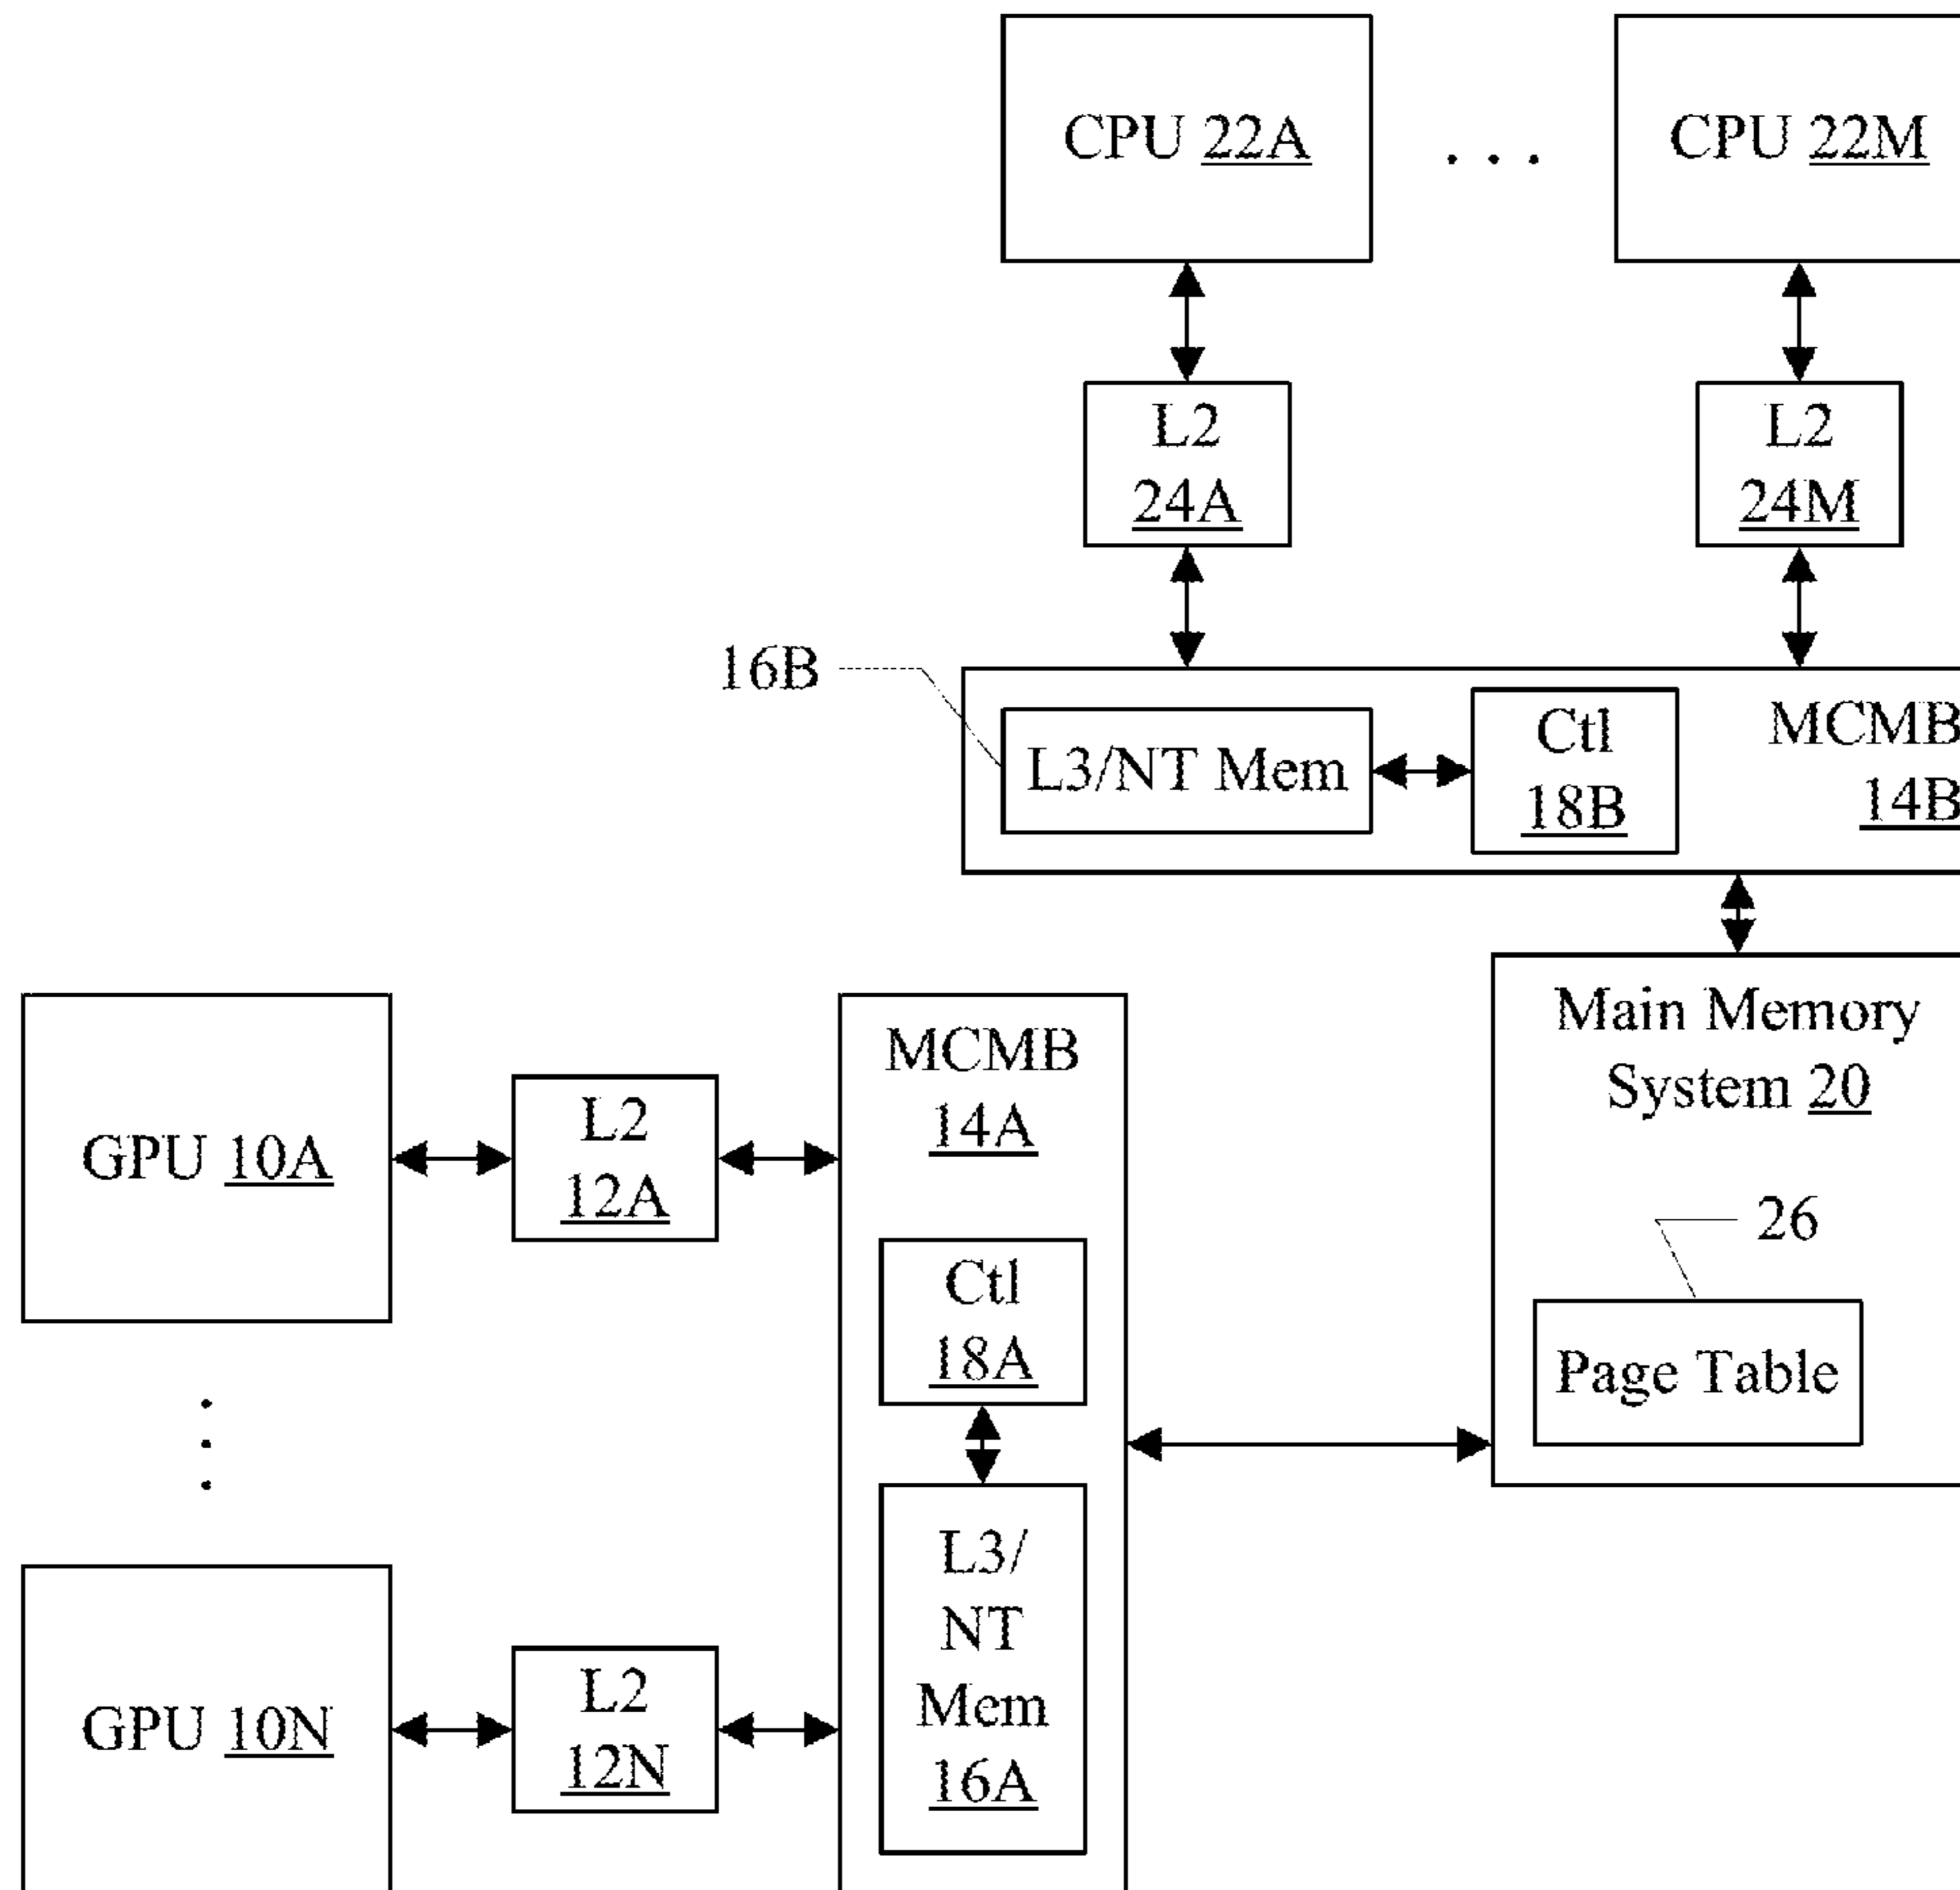 CPU 22A
. . .
CPU 22M
L2
24A
L2
24M
16B
L3/NT Mem
Ctl
18B
MCMB
14B
Main Memory
System 20
26
Page Table
GPU 10A
L2
12A
MCMB
14A
Ctl
18A
L3/
NT
Mem
16A
GPU 10N
L2
12N